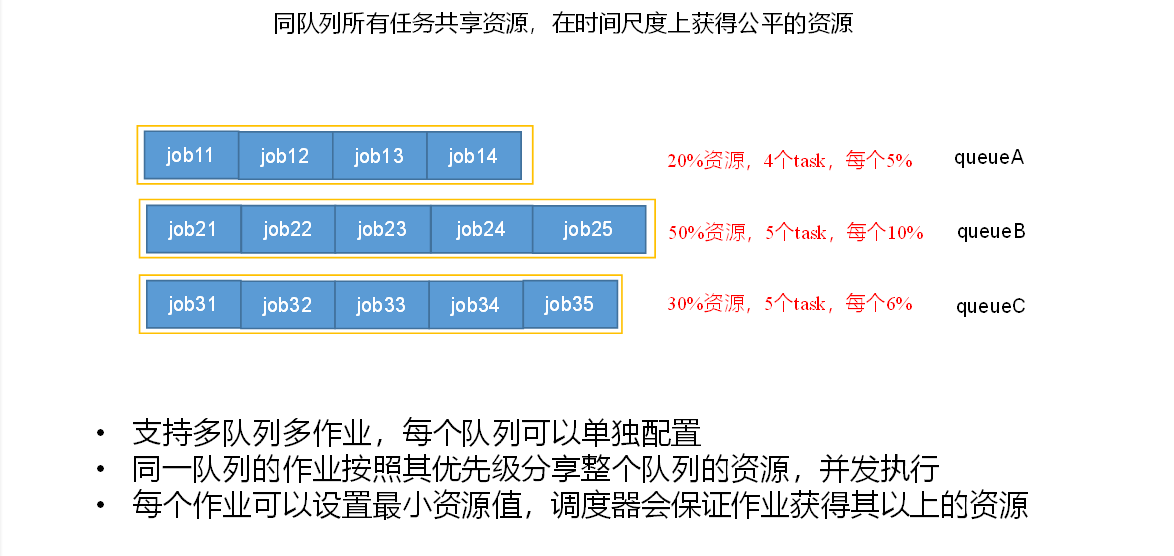 同队列所有任务共享资源，在时间尺度上获得公平的资源
job11 job12 job13 job14 20%资源，4个task，每个5% queueA
job21 job22 job23 job24 job25 50%资源，5个task，每个10% queueB
job31 job32 job33 job34 job35 30%资源，5个task，每个6% queueC
• 支持多队列多作业，每个队列可以单独配置
• 同一队列的作业按照其优先级分享整个队列的资源，并发执行
• 每个作业可以设置最小资源值，调度器会保证作业获得其以上的资源